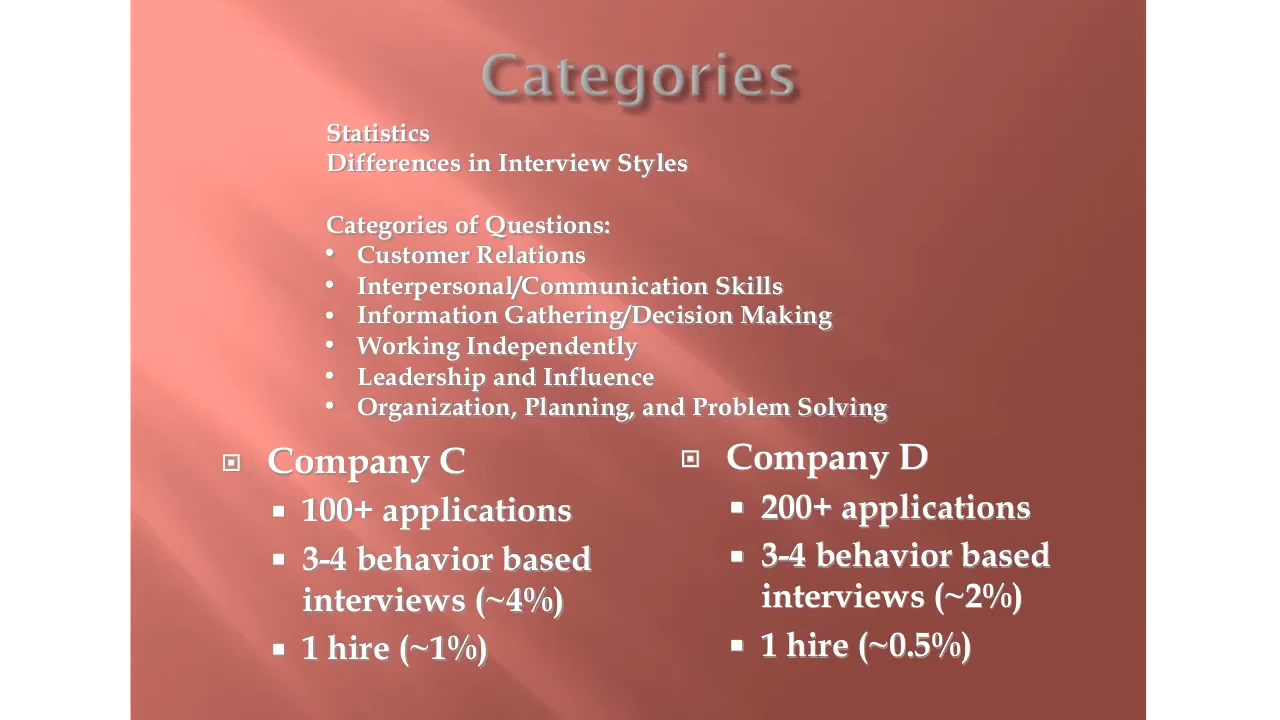 Categories
Statistics
Differences in Interview Styles
Categories of Questions:
• Customer Relations
• Interpersonal/Communication Skills
• Information Gathering/Decision Making
• Working Independently
• Leadership and Influence
• Organization, Planning, and Problem Solving
Company C
100+ applications
3-4 behavior based
interviews (~4%)
1 hire (~1%)
Company D
200+ applications
3-4 behavior based
interviews (~2%)
1 hire (~0.5%)